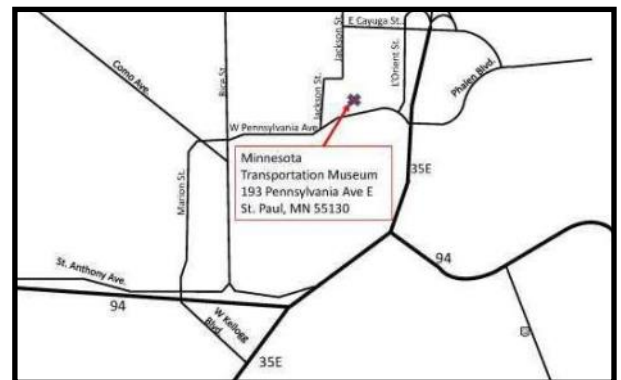 Jackson St.
E Cayuga St.
Como Ave.
Rice St.
Jackson St.
L'Orient St.
Phalen Blvd.
W Pennsylvania Ave
Minnesota
Transportation Museum
193 Pennsylvania Ave E
St. Paul, MN 55130
35E
Marion St.
St. Anthony Ave.
94
94
W Kellogg
Blvd.
35E